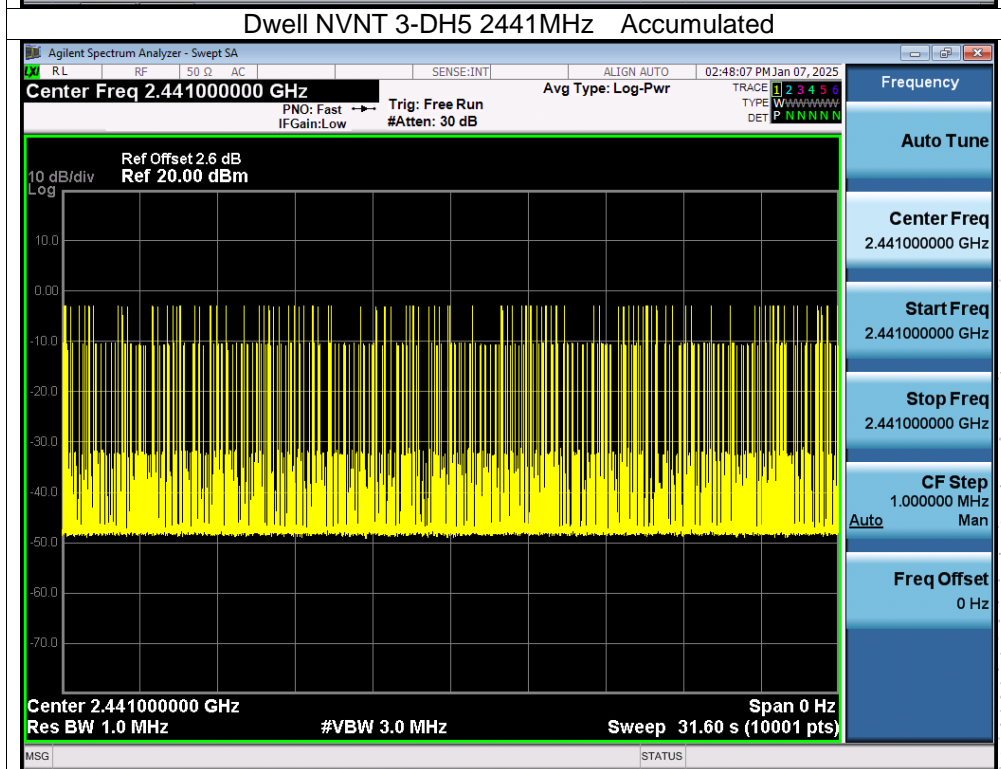 Dwell NVNT 3-DH5 2441MHz Accumulated
Agilent Spectrum Analyzer - Swept SA
LXI RL RF 50 Ω AC SENSE:INT ALIGN AUTO 02:48:07 PM Jan 07, 2025
Center Freq 2.441000000 GHz
PNO: Fast
IFGain:Low
Trig: Free Run
#Atten: 30 dB
Avg Type: Log-Pwr
TRACE 1 2 3 4 5 6
TYPE WWWWWW
DET P N N N N N
Frequency
Ref Offset 2.6 dB
10 dB/div Ref 20.00 dBm
Log
10.0
0.00
-10.0
-20.0
-30.0
-40.0
-50.0
-60.0
-70.0
Center 2.441000000 GHz Span 0 Hz
Res BW 1.0 MHz #VBW 3.0 MHz Sweep 31.60 s (10001 pts)
Auto Tune
Center Freq
2.441000000 GHz
Start Freq
2.441000000 GHz
Stop Freq
2.441000000 GHz
CF Step
1.000000 MHz
Auto Man
Freq Offset
0 Hz
MSG STATUS